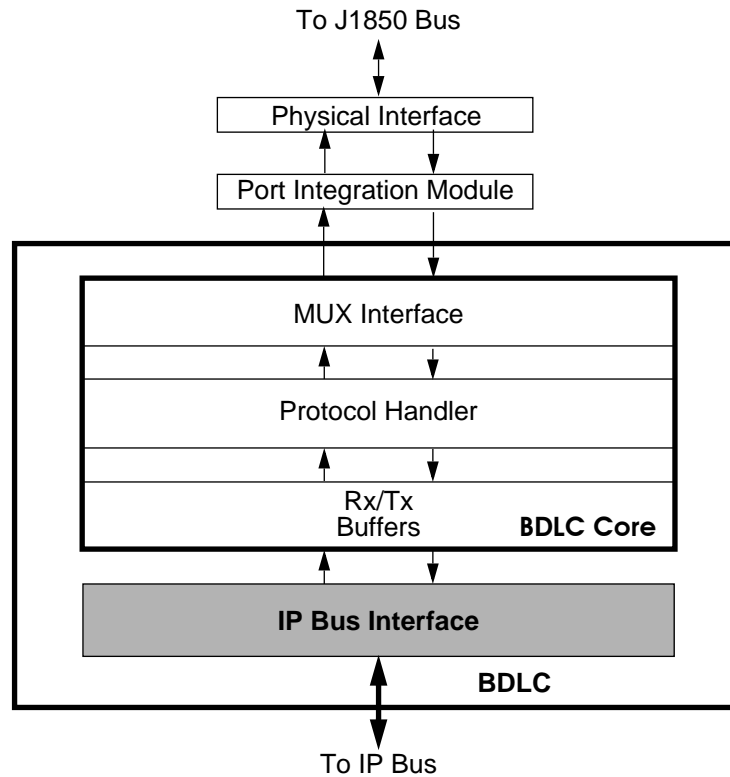 To J1850 Bus
Physical Interface
Port Integration Module
MUX Interface
Protocol Handler
Rx/Tx
Buffers
BDLC Core
IP Bus Interface
BDLC
To IP Bus